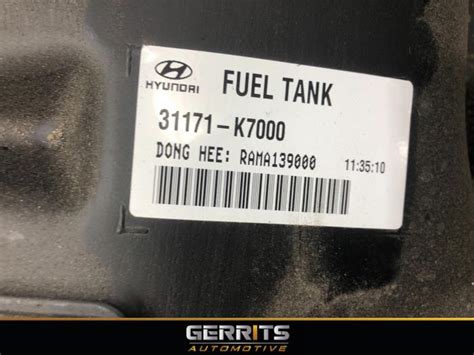 HYUNDAI
FUEL TANK
31171-K7000
DONG HEE: RAMA139000 11:35:10
L
GERRITS
AUTOMOTIVE